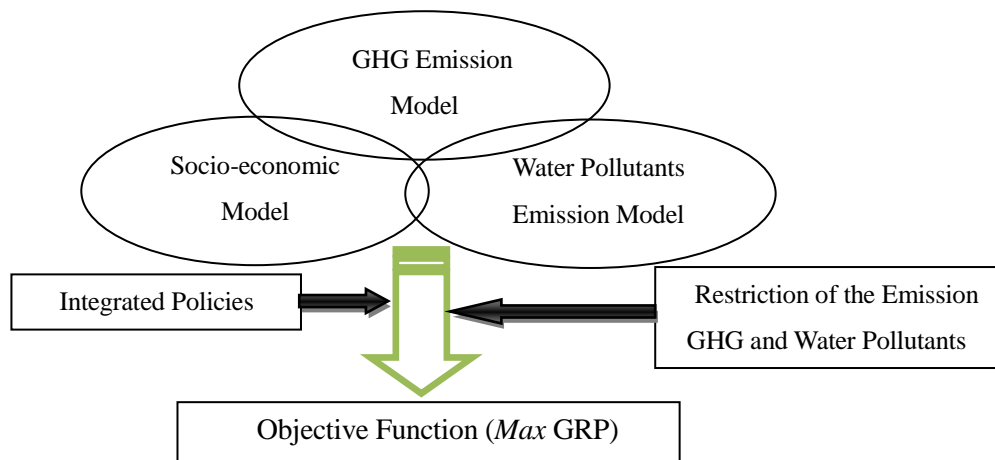 GHG Emission
Model
Socio-economic
Model
Water Pollutants
Emission Model
Integrated Policies
Restriction of the Emission
GHG and Water Pollutants
Objective Function (Max GRP)